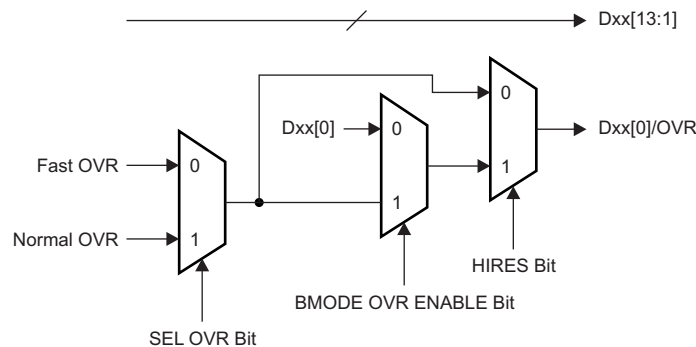 Dxx[13:1]
0
Dxx[0]
0
Dxx[0]/OVR
Fast OVR
0
1
1
Normal OVR
1
HIRES Bit
BMODE OVR ENABLE Bit
SEL OVR Bit